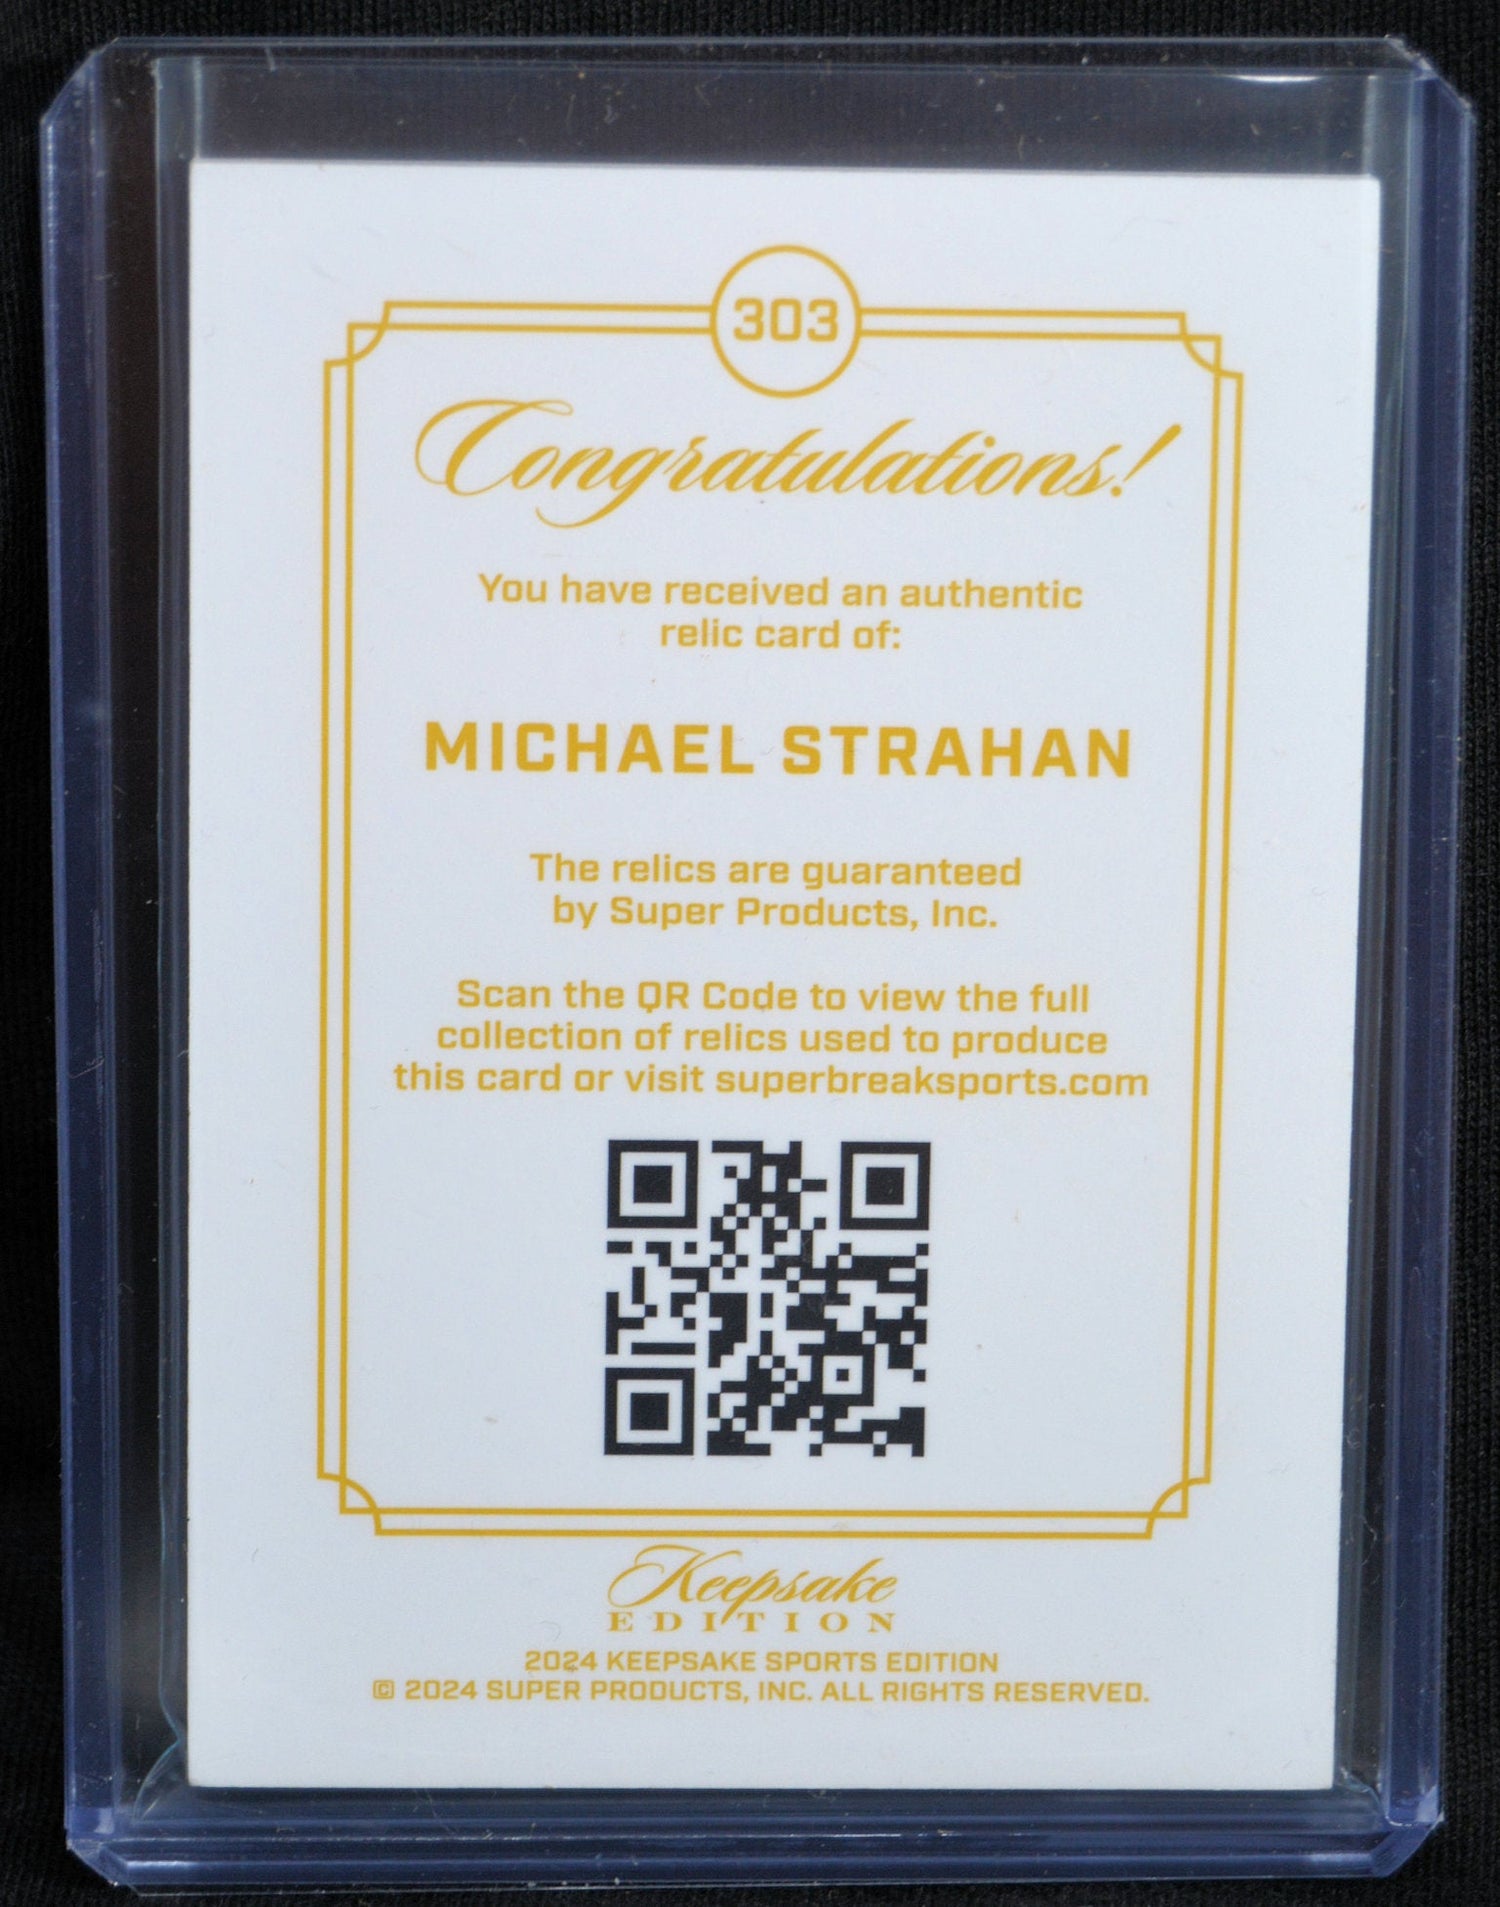 303
Congratulations!
You have received an authentic
relic card of:
MICHAEL STRAHAN
The relics are guaranteed
by Super Products, Inc.
Scan the QR Code to view the full
collection of relics used to produce
this card or visit superbreaksports.com
Keepsake
EDITION
2024 KEEPSAKE SPORTS EDITION
© 2024 SUPER PRODUCTS, INC. ALL RIGHTS RESERVED.